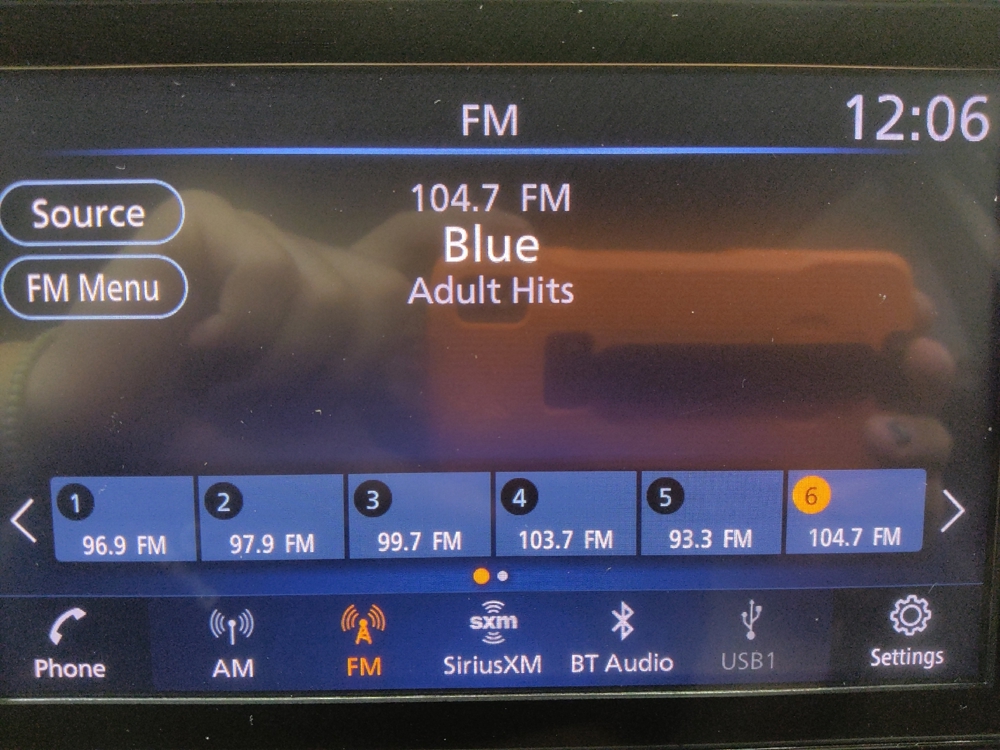 FM
12:06
Source
104.7 FM
Blue
FM Menu
Adult Hits
1
2
3
4
5
6
96.9 FM
97.9 FM
99.7 FM
103.7 FM
93.3 FM
104.7 FM
sxm
Phone
AM
FM
SiriusXM
BT Audio
USB1
Settings